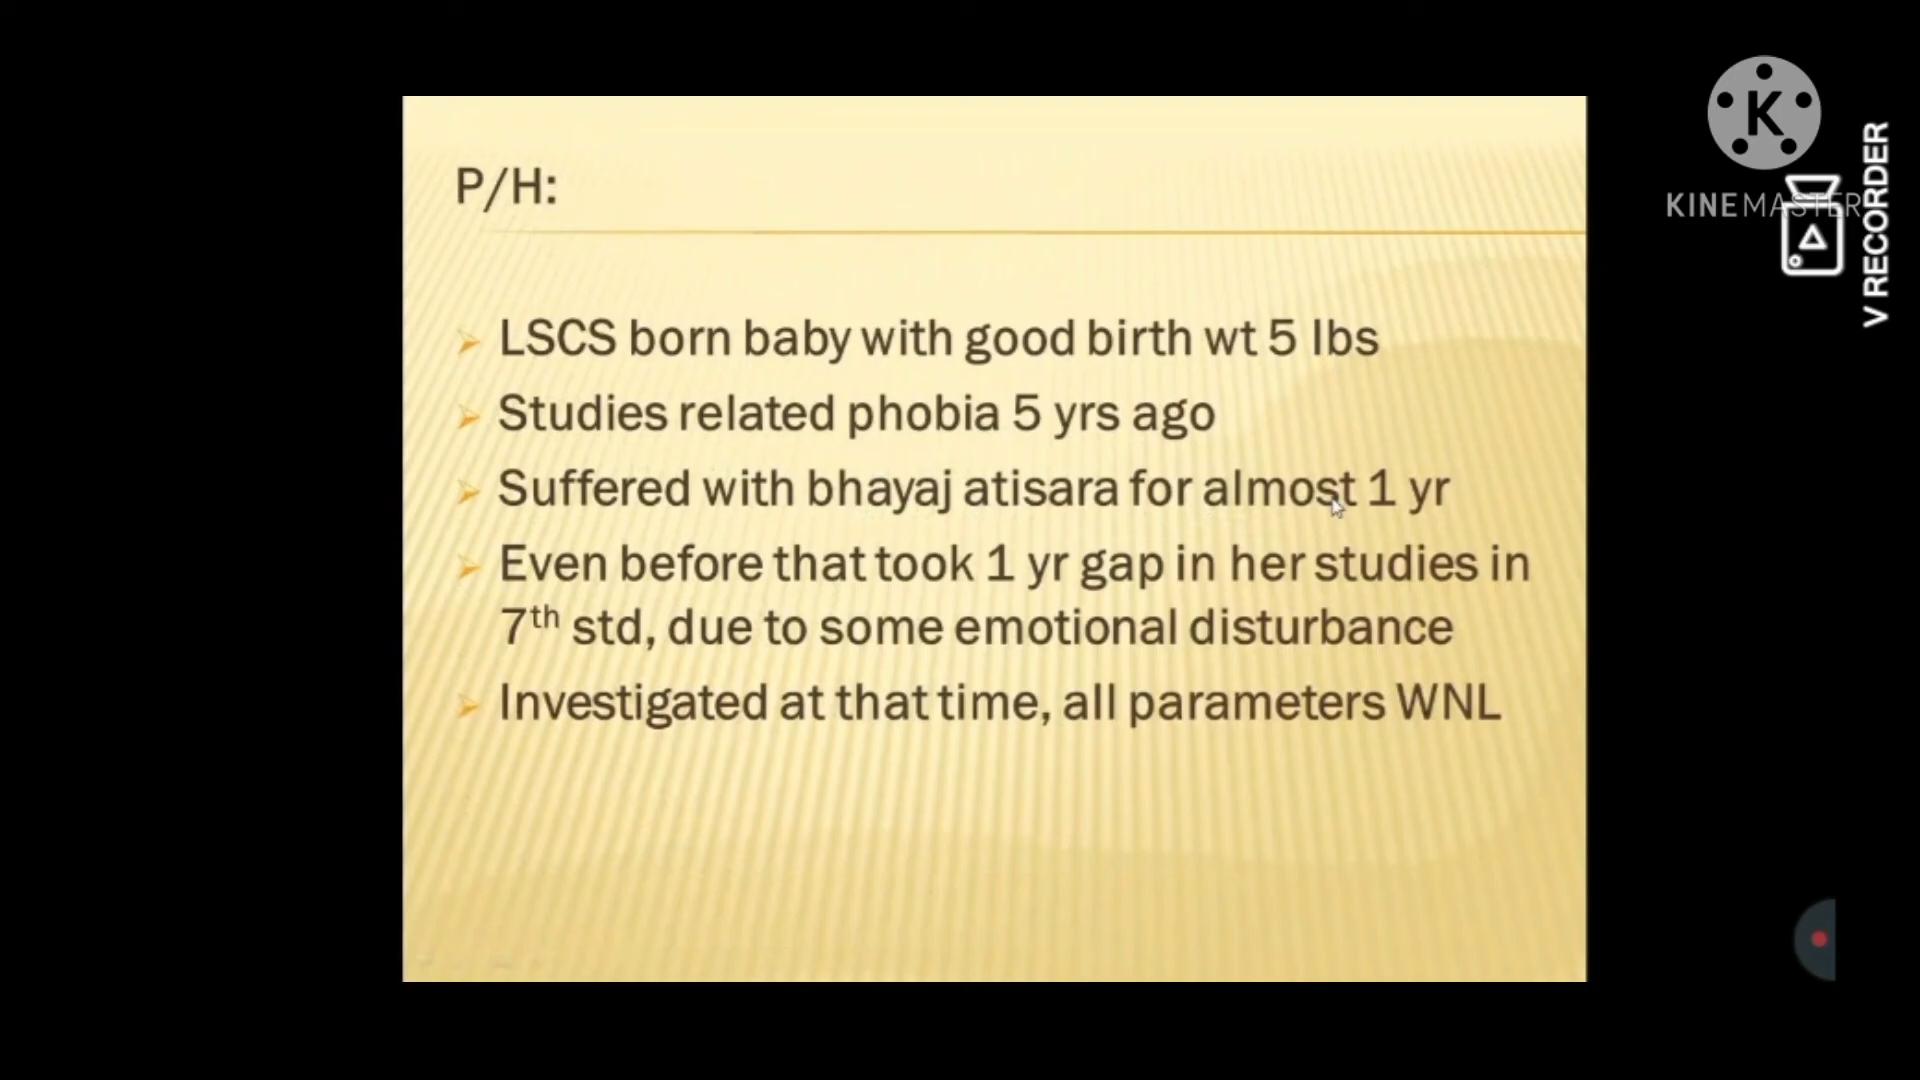 P/H:
LSCS born baby with good birth wt 5 lbs
Studies related phobia 5 yrs ago
Suffered with bhayaj atisara for almost 1 yr
Even before that took 1 yr gap in her studies in
7th std, due to some emotional disturbance
Investigated at that time, all parameters WNL
K
KINEMASTER
V RECORDER